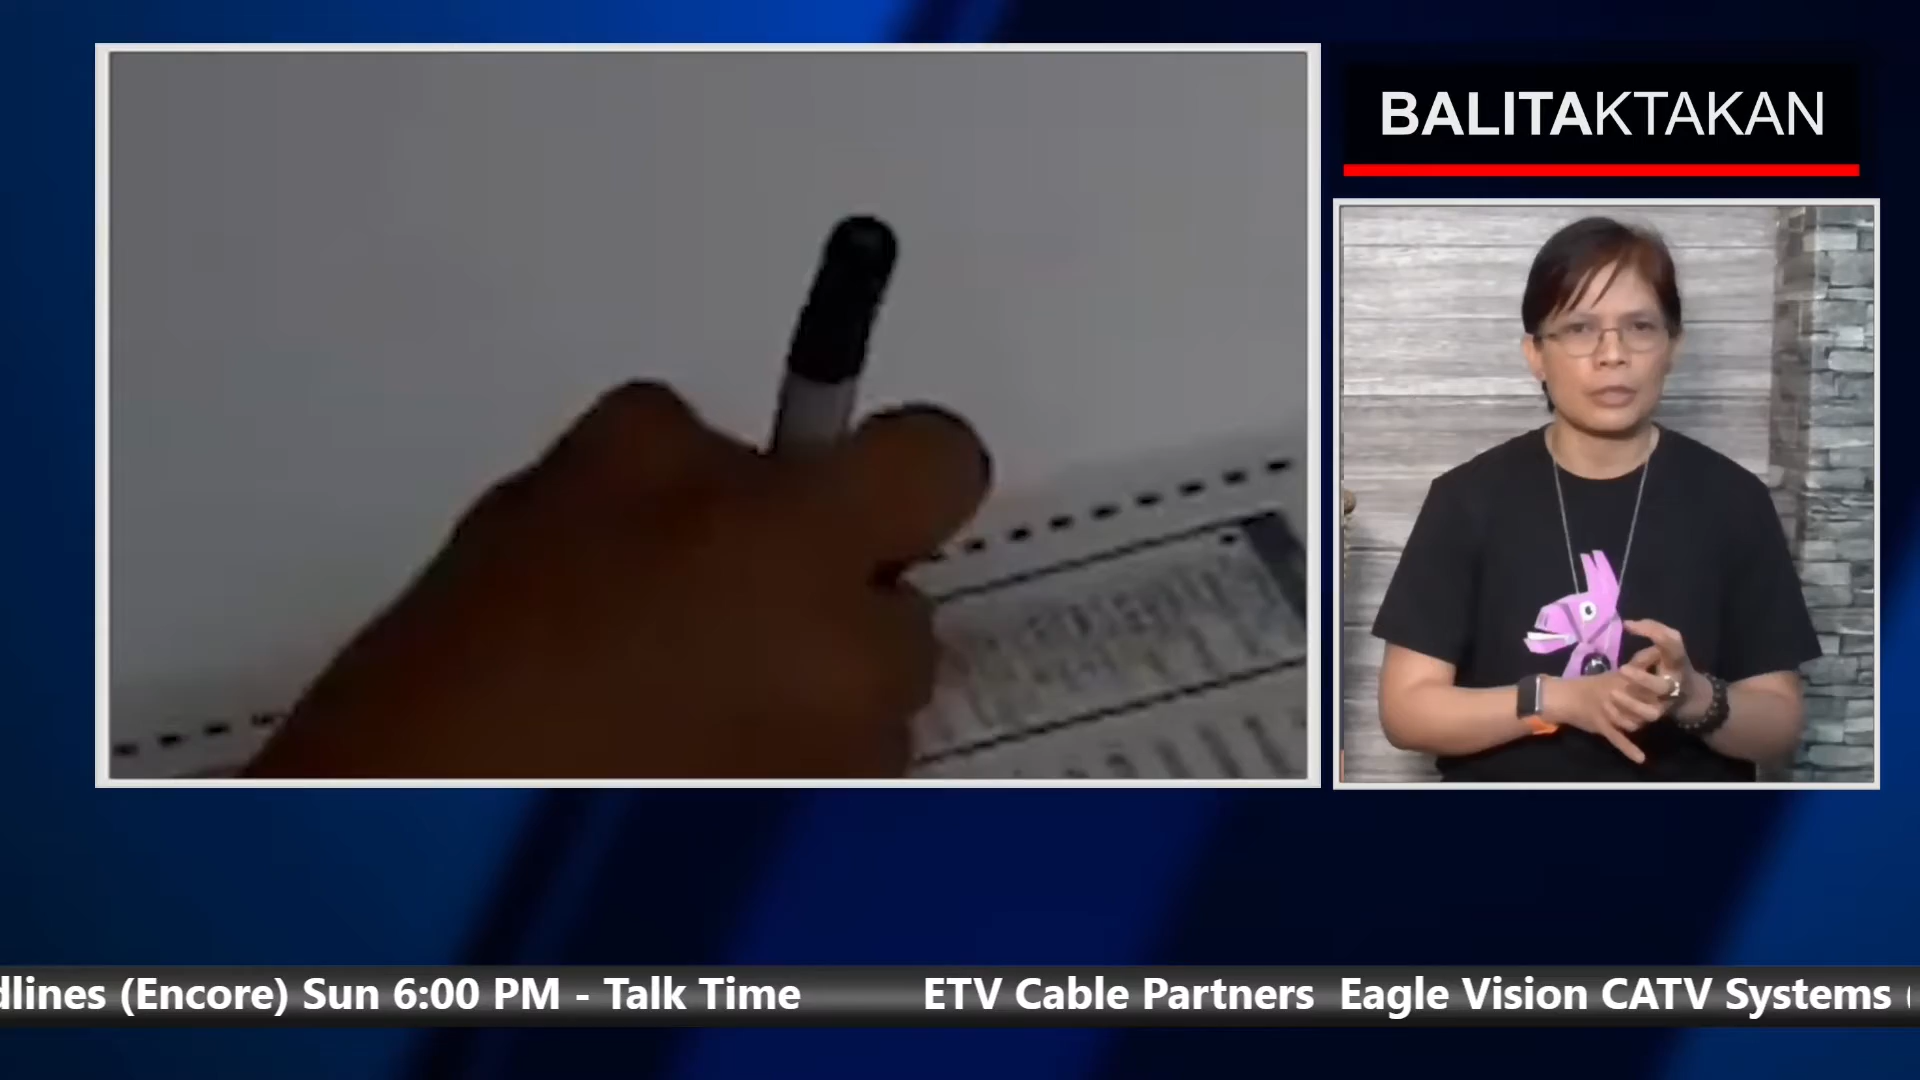 BALITAKTAKAN
dlines (Encore) Sun 6:00 PM - Talk Time ETV Cable Partners Eagle Vision CATV Systems (